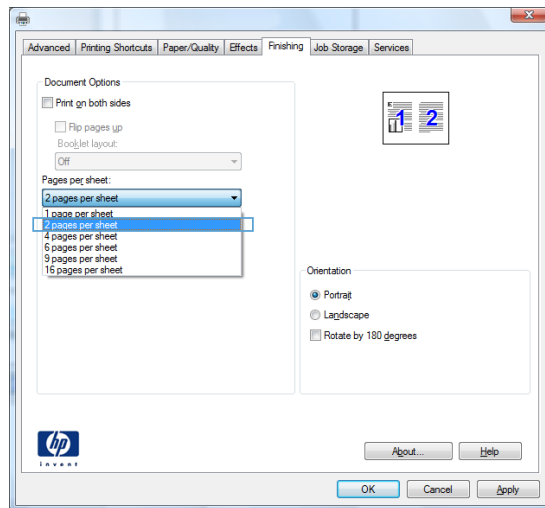 Advanced Printing Shortcuts Paper/Quality Effects Finishing Job Storage Services
Document Options
Print on both sides
Flip pages up
Booklet layout:
Off
Pages per sheet:
2 pages per sheet
1 page per sheet
2 pages per sheet
4 pages per sheet
6 pages per sheet
9 pages per sheet
16 pages per sheet
1 2
Orientation
Portrait
Landscape
Rotate by 180 degrees
hp
invent
About... Help
OK Cancel Apply